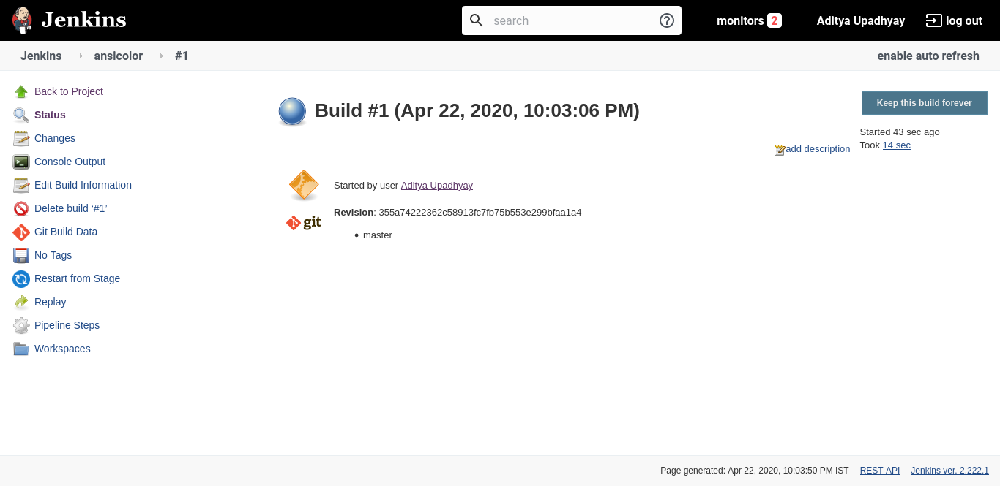 Jenkins
search
monitors 2
Aditya Upadhyay
log out
Jenkins ansicolor #1
enable auto refresh
Back to Project
Status
Changes
Console Output
Edit Build Information
Delete build ‘#1’
Git Build Data
No Tags
Restart from Stage
Replay
Pipeline Steps
Workspaces
Build #1 (Apr 22, 2020, 10:03:06 PM)
Keep this build forever
Started 43 sec ago
Took 14 sec
add description
Started by user Aditya Upadhyay
git
Revision: 355a74222362c58913fc7fb75b553e299bfaa1a4
• master
Page generated: Apr 22, 2020, 10:03:50 PM IST REST API Jenkins ver. 2.222.1